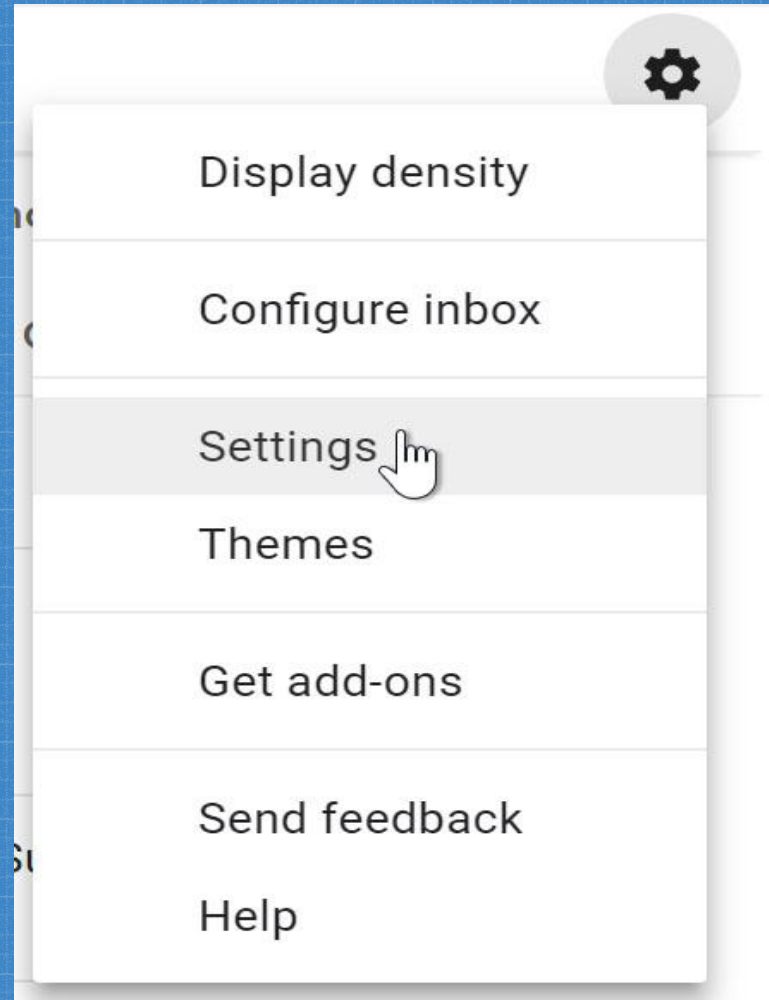 Display density
Configure inbox
Settings
Themes
Get add-ons
Send feedback
Help